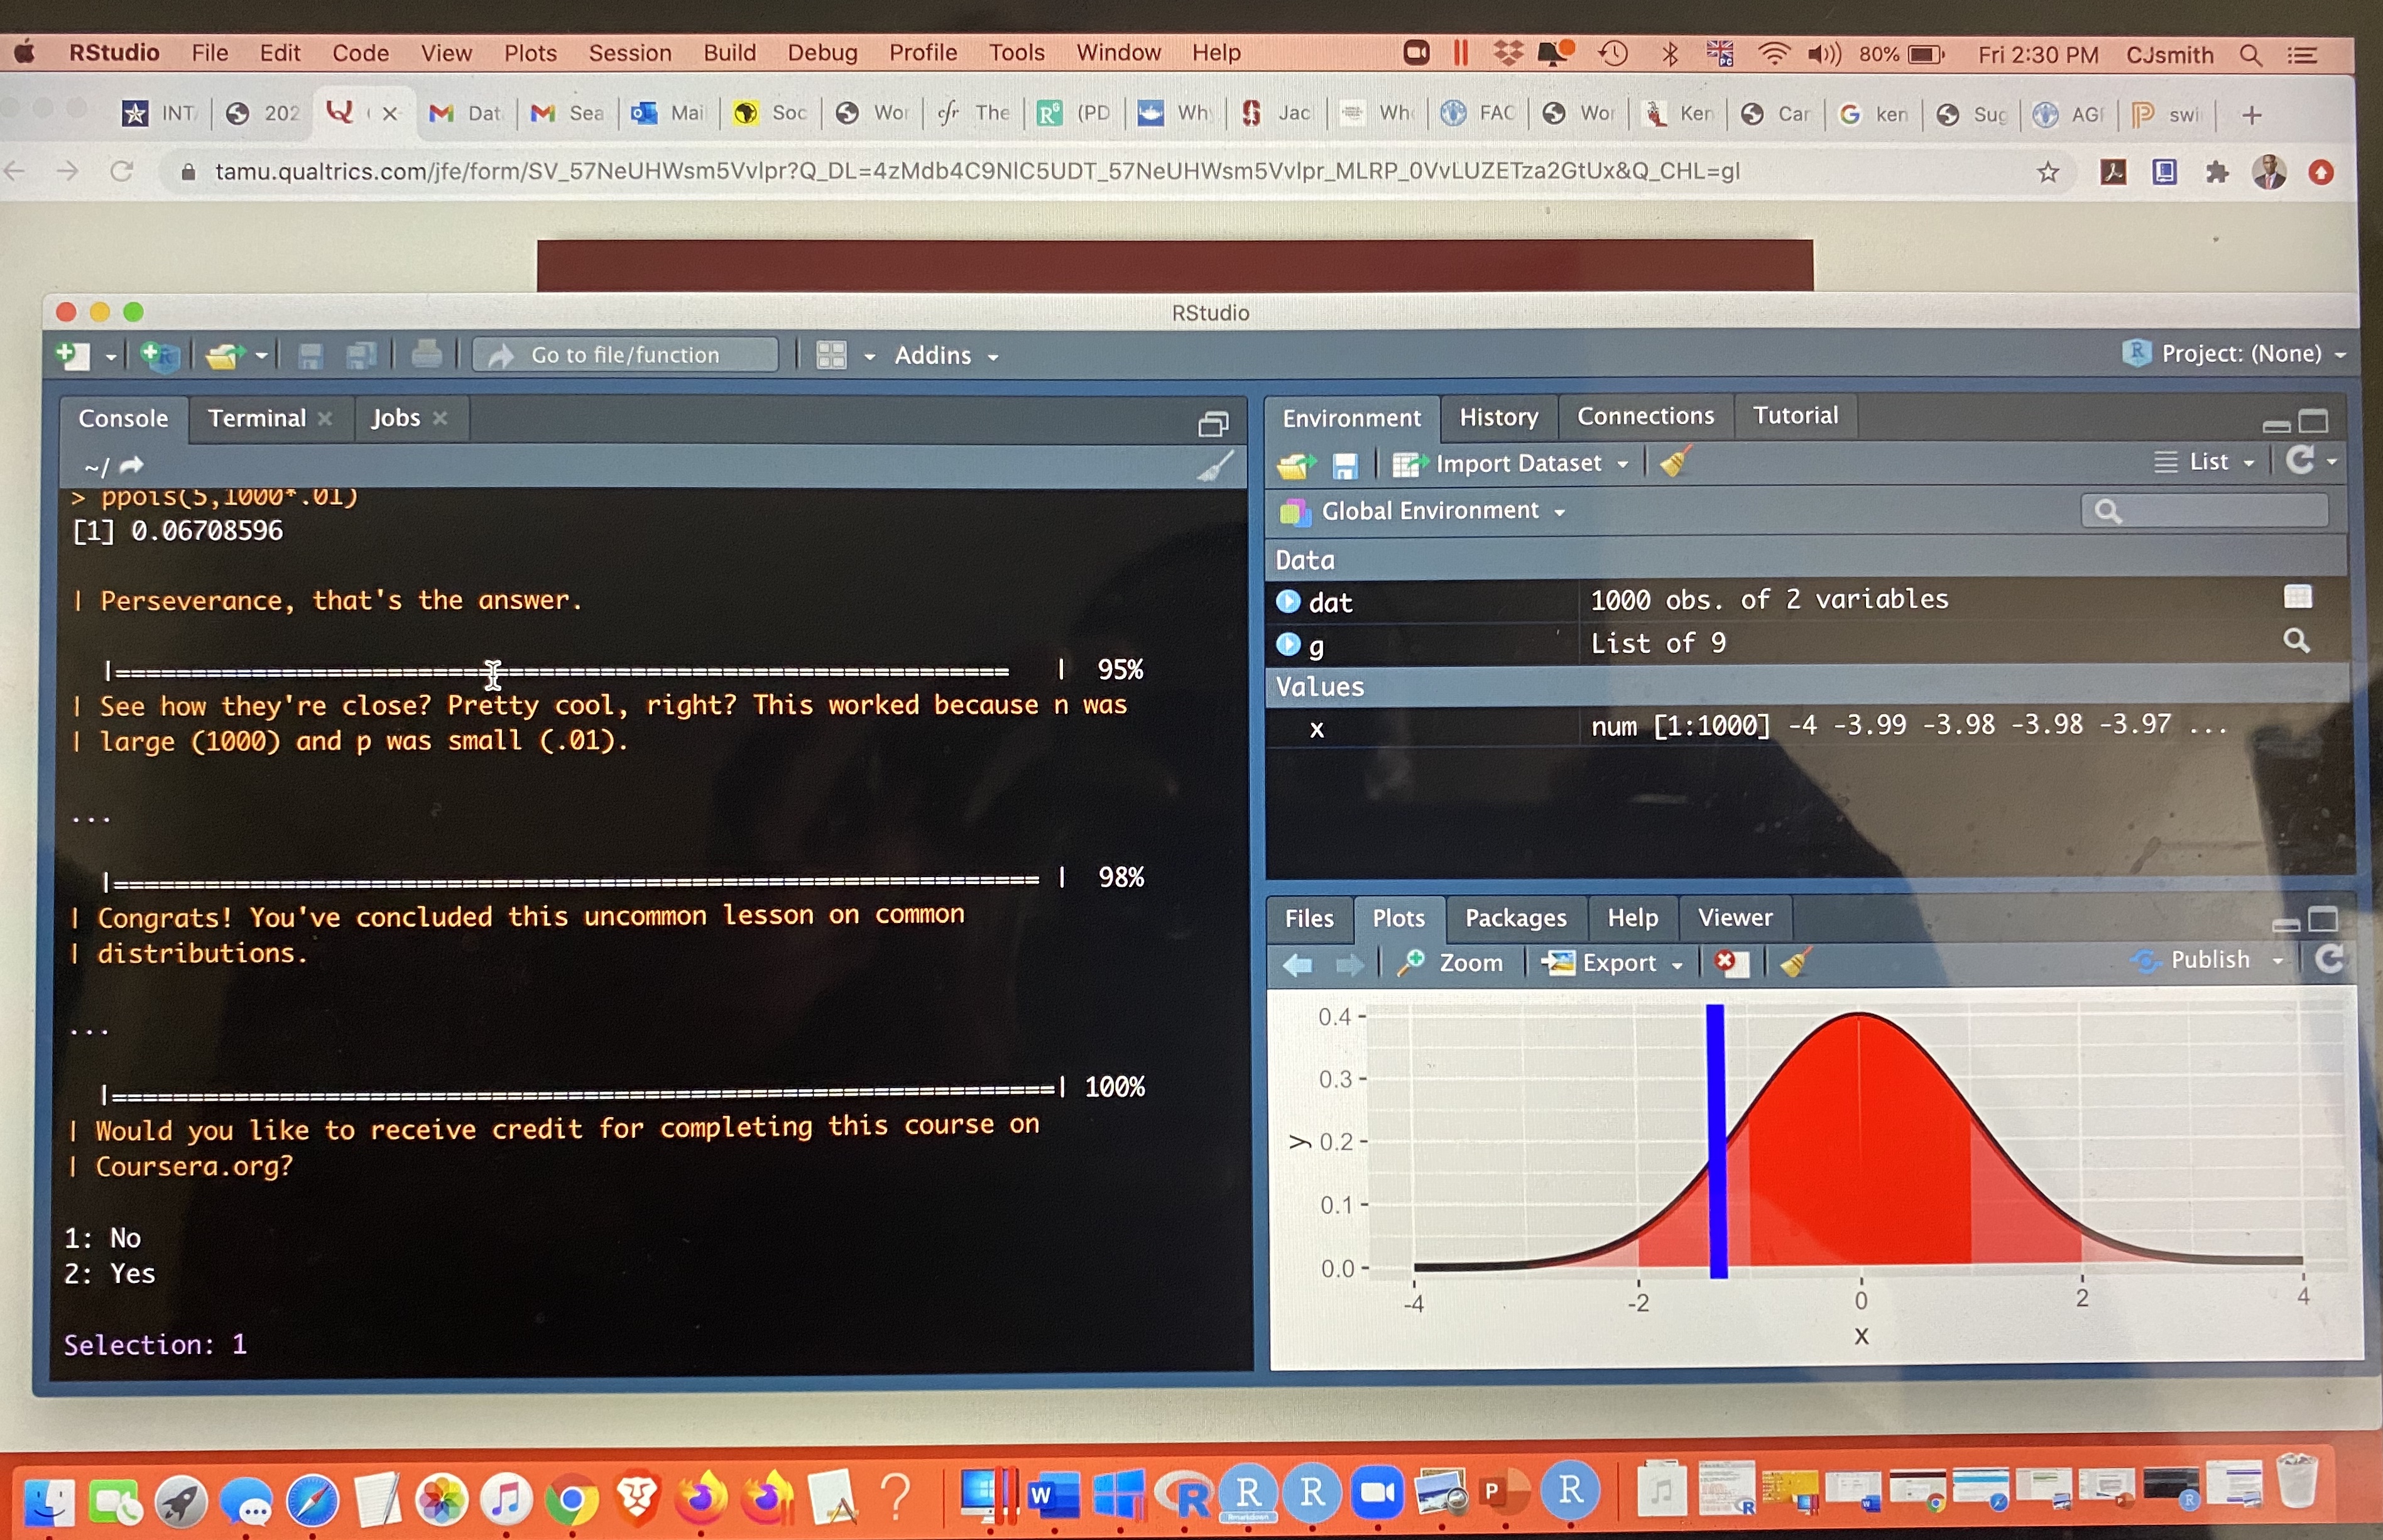 RStudio File Edit Code View Plots Session Build Debug Profile Tools Window Help 80% Fri 2:30 PM CJsmith
INT 202 ( × Dat Sea Mai Soc Wor cfr The (PD Wh Jac Wh FAC Wor Ken Car ken Sug AGR swi +
tamu.qualtrics.com/jfe/form/
RStudio
Go to file/function Addins Project: (None)
Console Terminal Jobs
~/
> ppois(5,1000*.01)
[1] 0.06708596
| Perseverance, that's the answer.
|============================================================== | 95%
| See how they're close? Pretty cool, right? This worked because n was
| large (1000) and p was small (.01).
...
|================================================================ | 98%
| Congrats! You've concluded this uncommon lesson on common
| distributions.
...
|==================================================================| 100%
| Would you like to receive credit for completing this course on
| Coursera.org?
1: No
2: Yes
Selection: 1
Environment History Connections Tutorial
Import Dataset List
Global Environment
Data
dat 1000 obs. of 2 variables
g List of 9
Values
x num [1:1000] -4 -3.99 -3.98 -3.98 -3.97 ...
Files Plots Packages Help Viewer
Zoom Export Publish
0.4
0.3
y 0.2
0.1
0.0
-4 -2 0 2 4
x
W R R P R